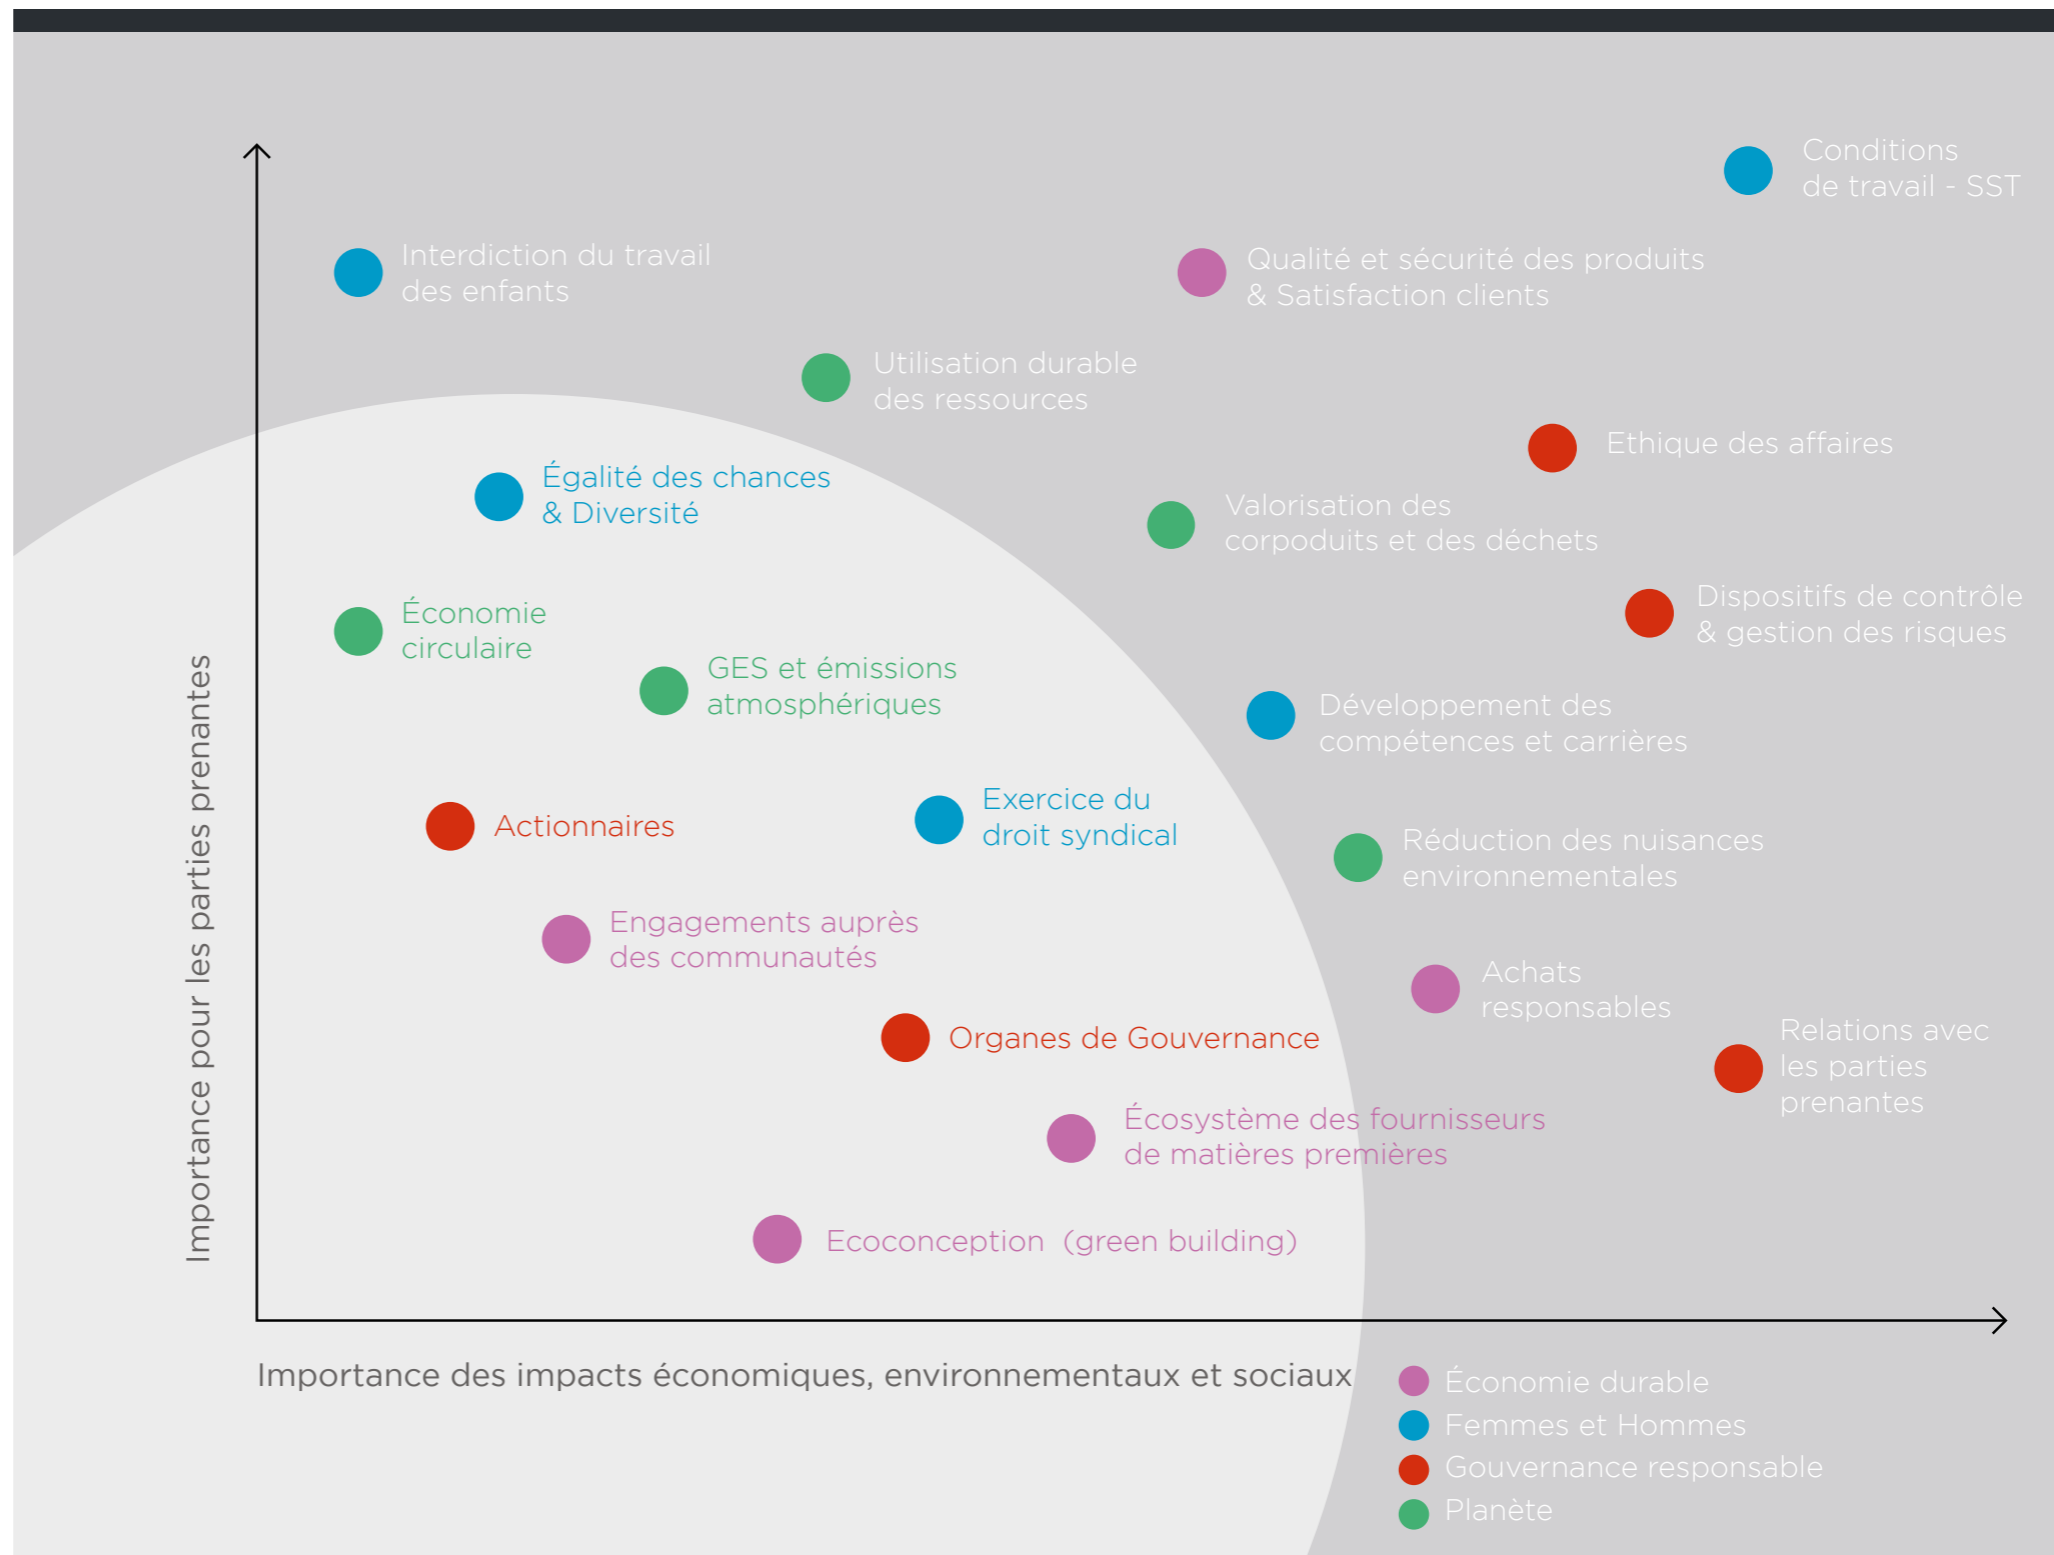 Conditions
de travail - SST
Interdiction du travail
des enfants
Qualité et sécurité des produits
& Satisfaction clients
Utilisation durable
des ressources
Ethique des affaires
Égalité des chances
& Diversité
Valorisation des
corpoduits et des déchets
Économie
circulaire
Dispositifs de contrôle
& gestion des risques
GES et émissions
atmosphériques
Développement des
compétences et carrières
Actionnaires
Exercice du
droit syndical
Réduction des nuisances
environnementales
Engagements auprès
des communautés
Achats
responsables
Organes de Gouvernance
Relations avec
les parties
prenantes
Écosystème des fournisseurs
de matières premières
Ecoconception (green building)
Importance pour les parties prenantes
Importance des impacts économiques, environnementaux et sociaux
Économie durable
Femmes et Hommes
Gouvernance responsable
Planète